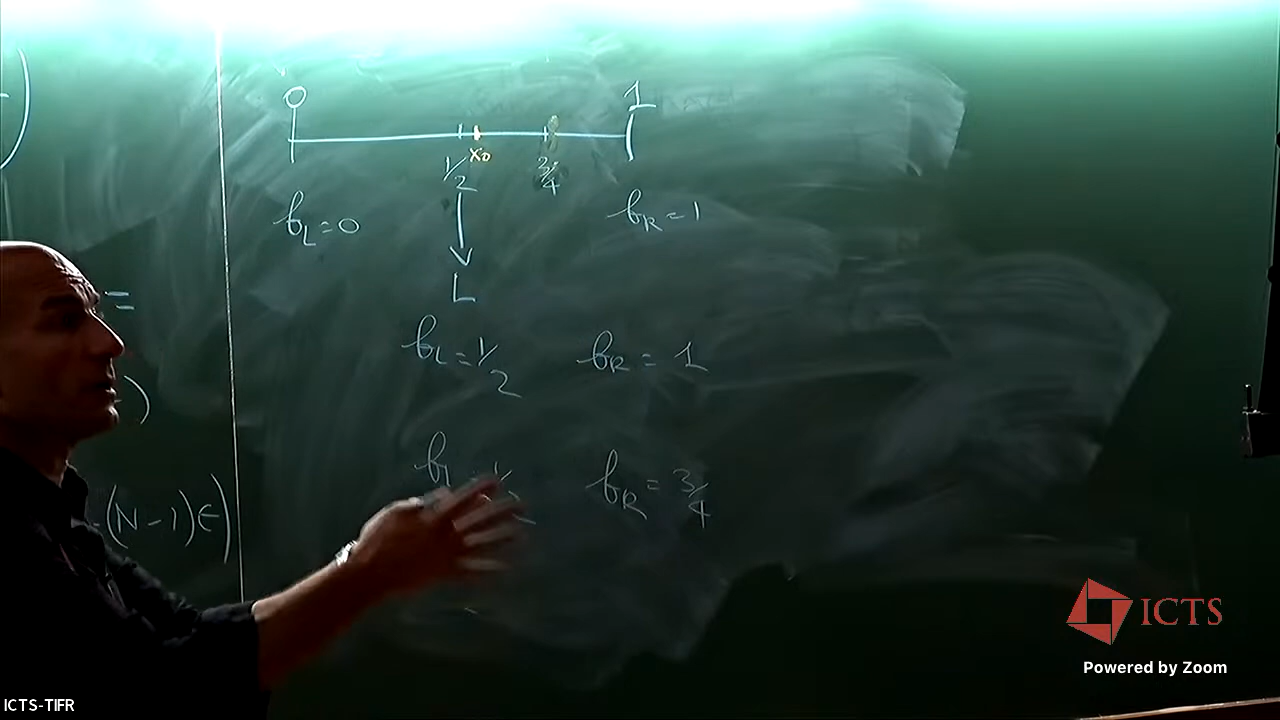 0 1
x₀
1/2 3/4
b_L = 0 b_R = 1
L
b_L = 1/2 b_R = 1
b_R = 3/4
=
)
-(N-1)ϵ)
ICTS
Powered by Zoom
ICTS-TIFR